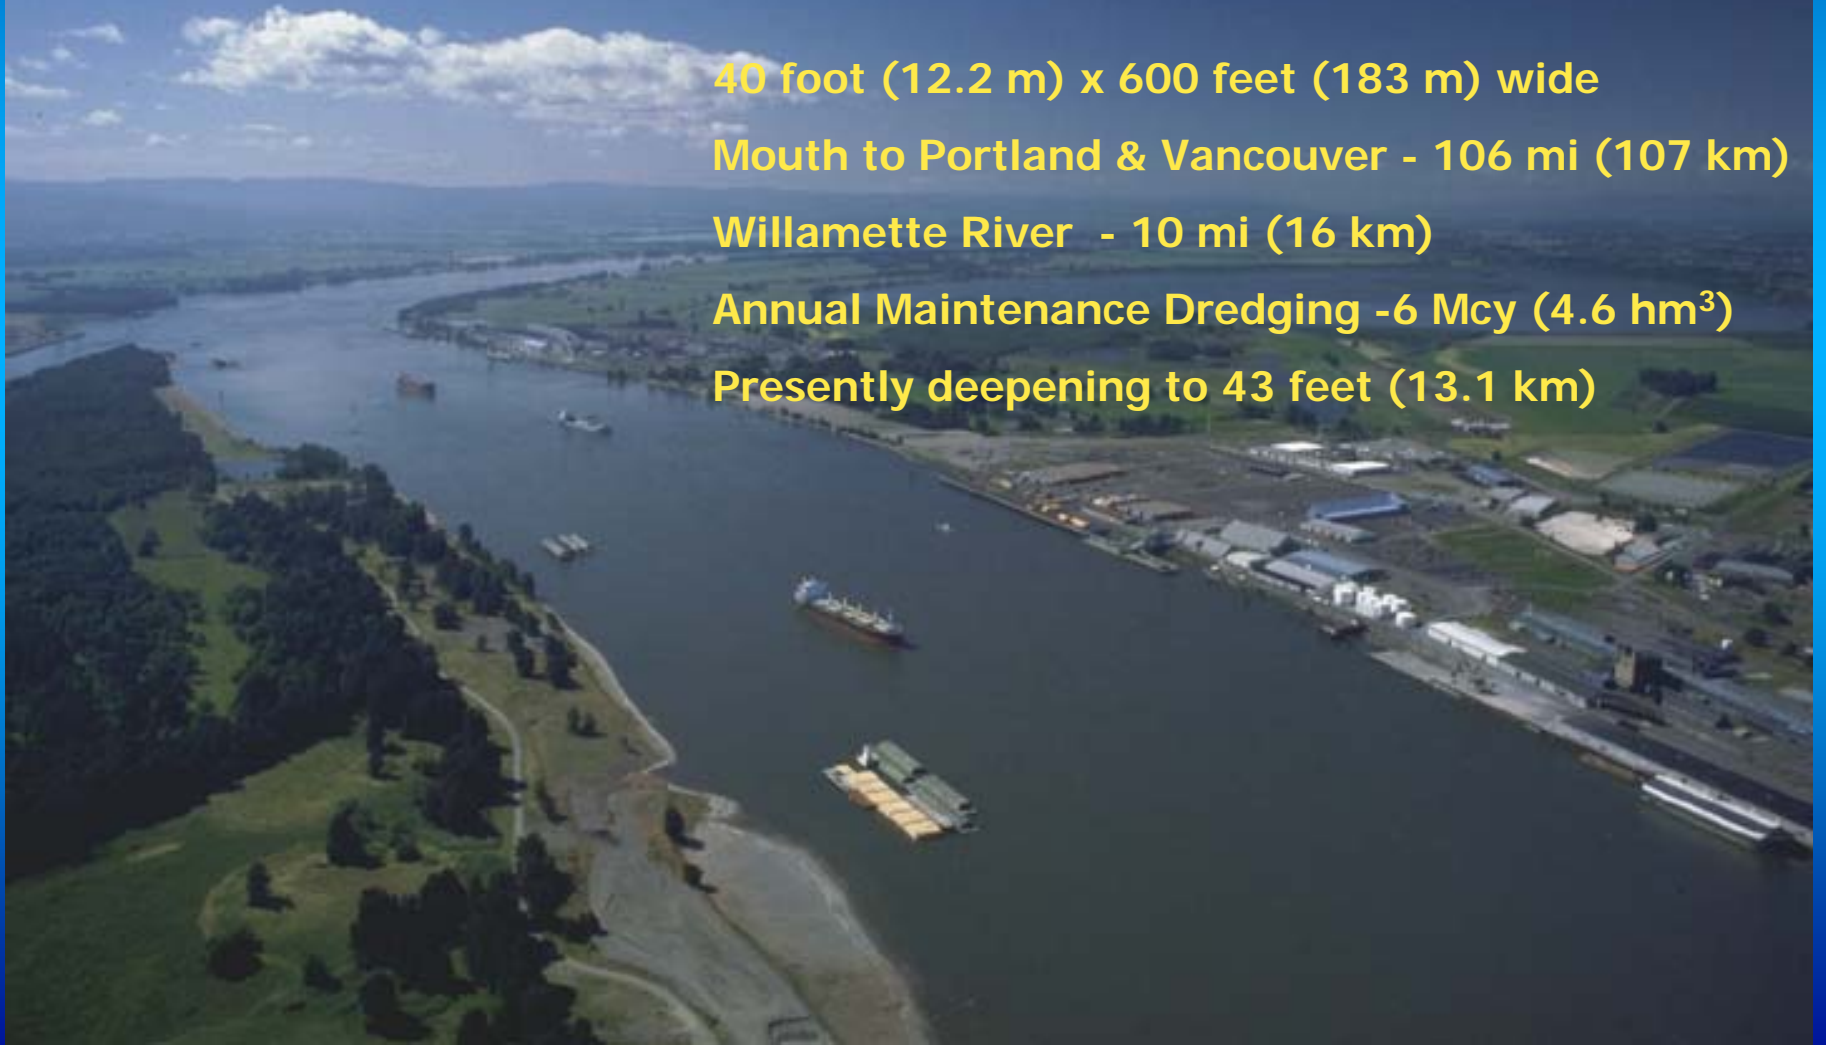 40 foot (12.2 m) x 600 feet (183 m) wide
Mouth to Portland & Vancouver - 106 mi (107 km)
Willamette River - 10 mi (16 km)
Annual Maintenance Dredging -6 Mcy (4.6 hm³)
Presently deepening to 43 feet (13.1 km)